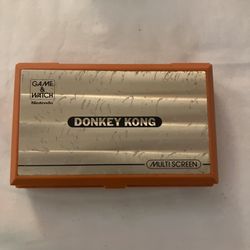 GAME
&
WATCH
Nintendo
DONKEY KONG
MULTI SCREEN